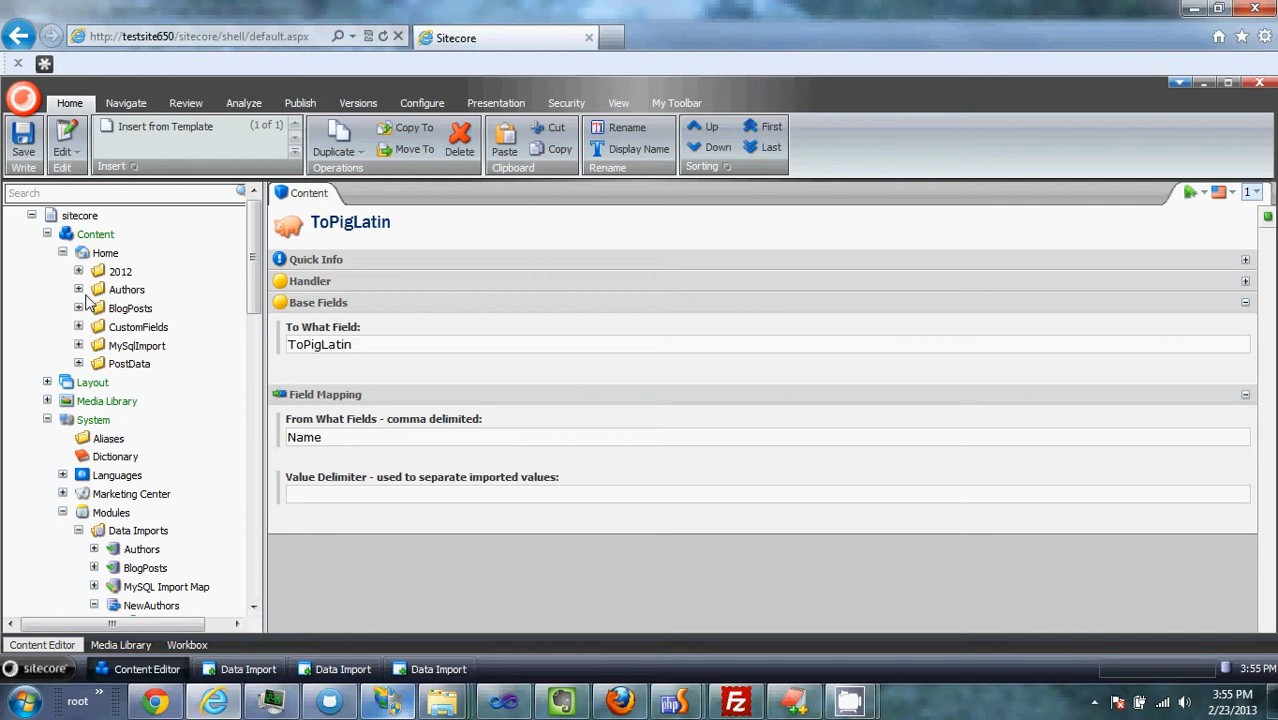 http://testsite650/sitecore/shell/default.aspx
Sitecore
Home Navigate Review Analyze Publish Versions Configure Presentation Security View My Toolbar
Insert from Template (1 of 1)
Copy To
Cut
Rename
Up First
Save Edit Duplicate Move To Delete Paste Copy Display Name Down Last
Write Edit Insert Operations Clipboard Rename Sorting
Search
Content
1
sitecore
Content
Home
2012
Authors
BlogPosts
CustomFields
MySqlImport
PostData
Layout
Media Library
System
Aliases
Dictionary
Languages
Marketing Center
Modules
Data Imports
Authors
BlogPosts
MySQL Import Map
NewAuthors
ToPigLatin
Quick Info
Handler
Base Fields
To What Field:
ToPigLatin
Field Mapping
From What Fields - comma delimited:
Name
Value Delimiter - used to separate imported values:
Content Editor Media Library Workbox
sitecore Content Editor Data Import Data Import Data Import 3:55 PM
root
3:55 PM
2/23/2013